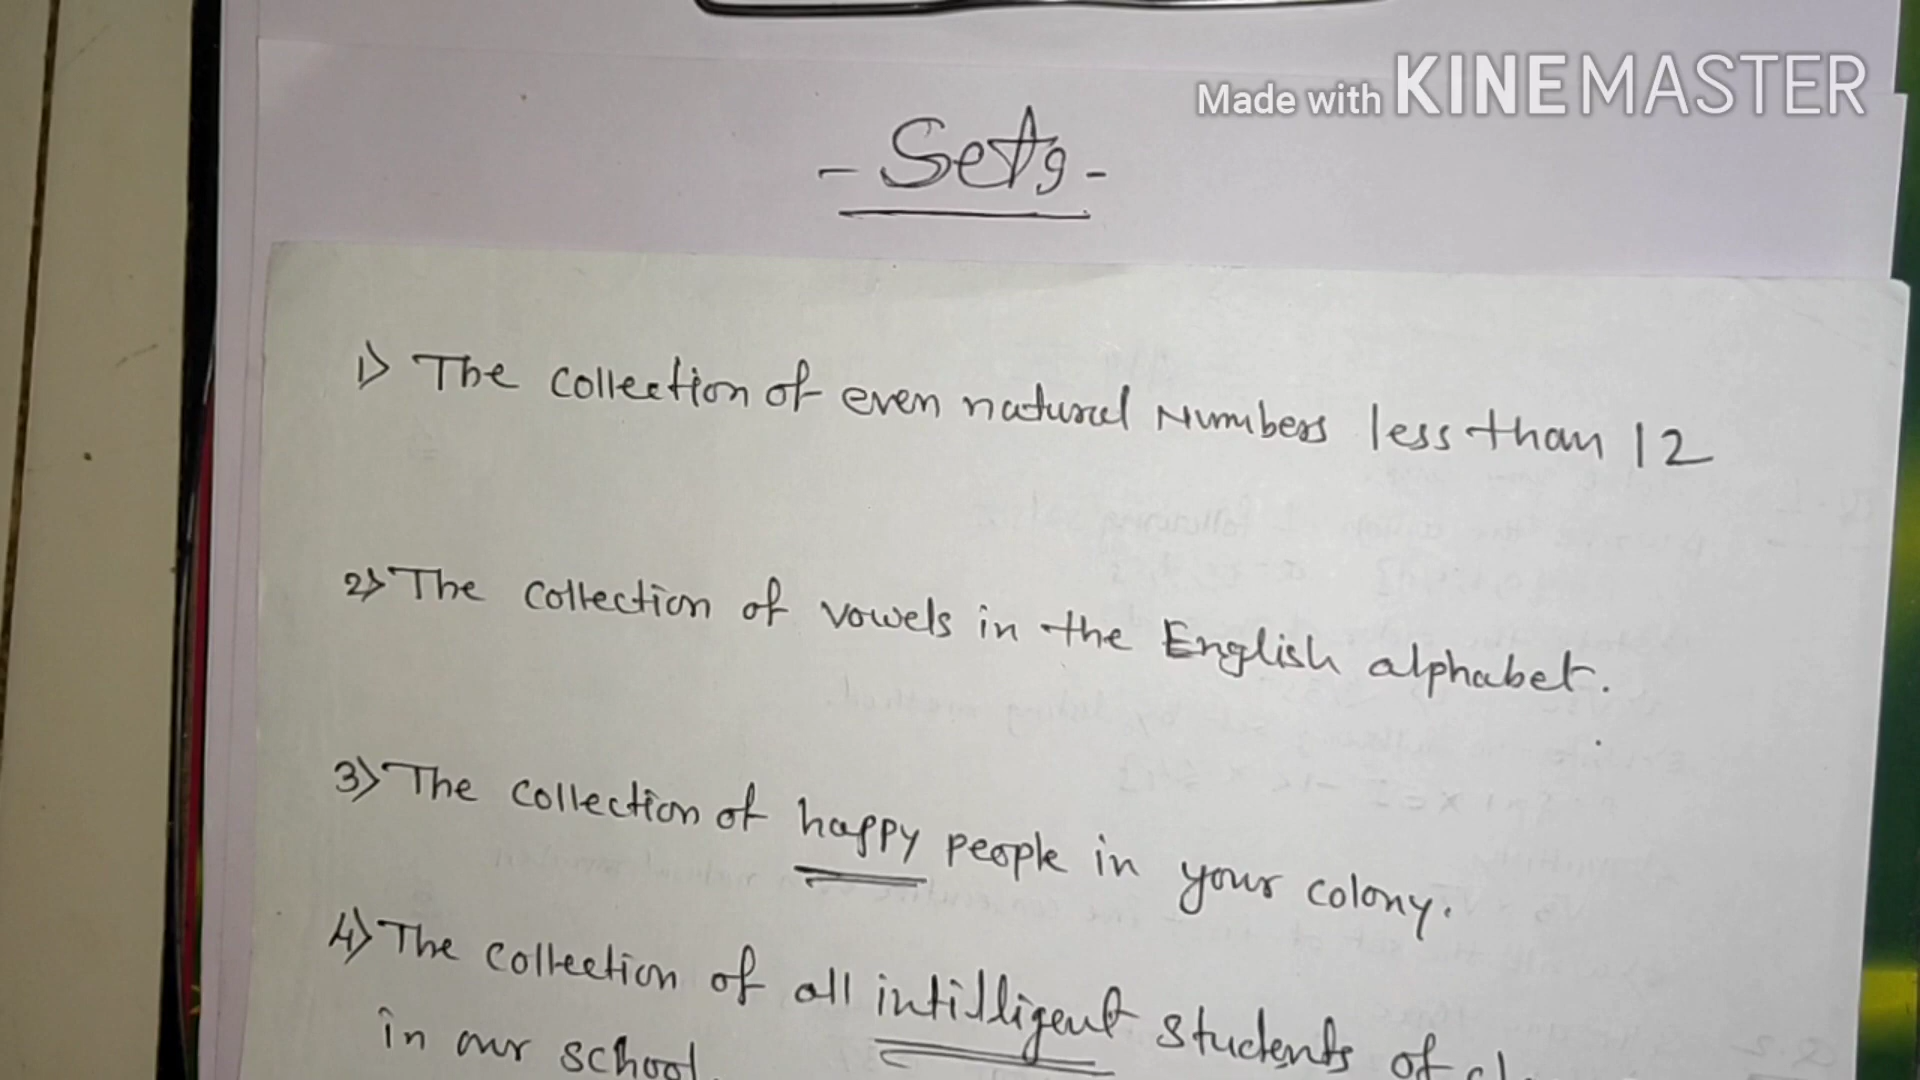 Made with KINEMASTER
- Sets -
1) The collection of even natural Numbers less than 12
2) The collection of vowels in the English alphabet.
3) The collection of happy people in your colony.
4) The collection of all intilligent students of
in our school.